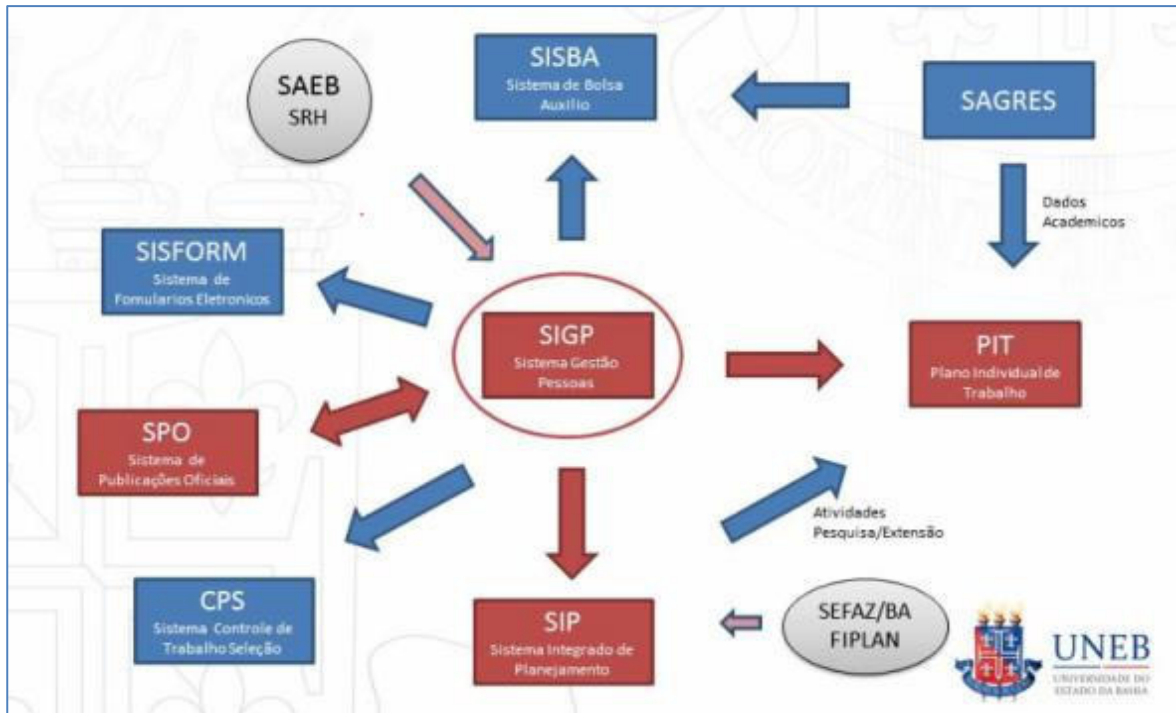 SAEB
SRH
SISBA
Sistema de Bolsa
Auxílio
SAGRES
Dados
Academicos
SISFORM
Sistema de
Fomularios Eletronicos
SIGP
Sistema Gestão
Pessoas
PIT
Plano Individual de
Trabalho
SPO
Sistema de
Publicações Oficiais
Atividades
Pesquisa/Extensão
CPS
Sistema Controle de
Trabalho Seleção
SIP
Sistema Integrado de
Planejamento
SEFAZ/BA
FIPLAN
UNEB
UNIVERSIDADE DO
ESTADO DA BAHIA